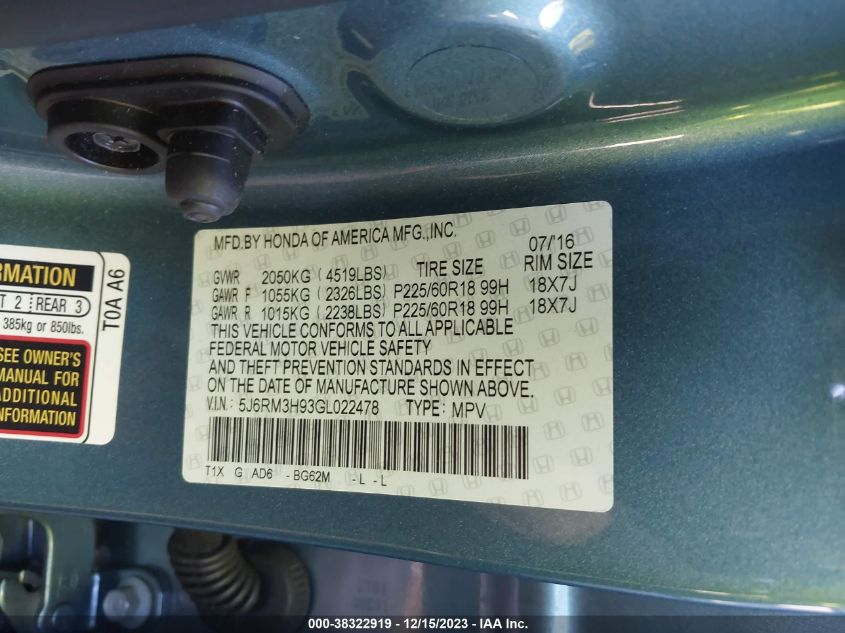 MFD.BY HONDA OF AMERICA MFG.,INC. 07/'16
GVWR 2050KG (4519LBS) TIRE SIZE RIM SIZE
GAWR F 1055KG (2326LBS) P225/60R18 99H 18X7J
GAWR R 1015KG (2238LBS) P225/60R18 99H 18X7J
THIS VEHICLE CONFORMS TO ALL APPLICABLE
FEDERAL MOTOR VEHICLE SAFETY
AND THEFT PREVENTION STANDARDS IN EFFECT
ON THE DATE OF MANUFACTURE SHOWN ABOVE.
V.I.N.: 5J6RM3H93GL022478 TYPE: MPV
T1X G AD6 -BG62M -L -L
RMATION
T 2 REAR 3
385kg or 850lbs.
SEE OWNER'S
MANUAL FOR
ADDITIONAL
INFORMATION
T0A A6
000-38322919 - 12/15/2023 - IAA Inc.